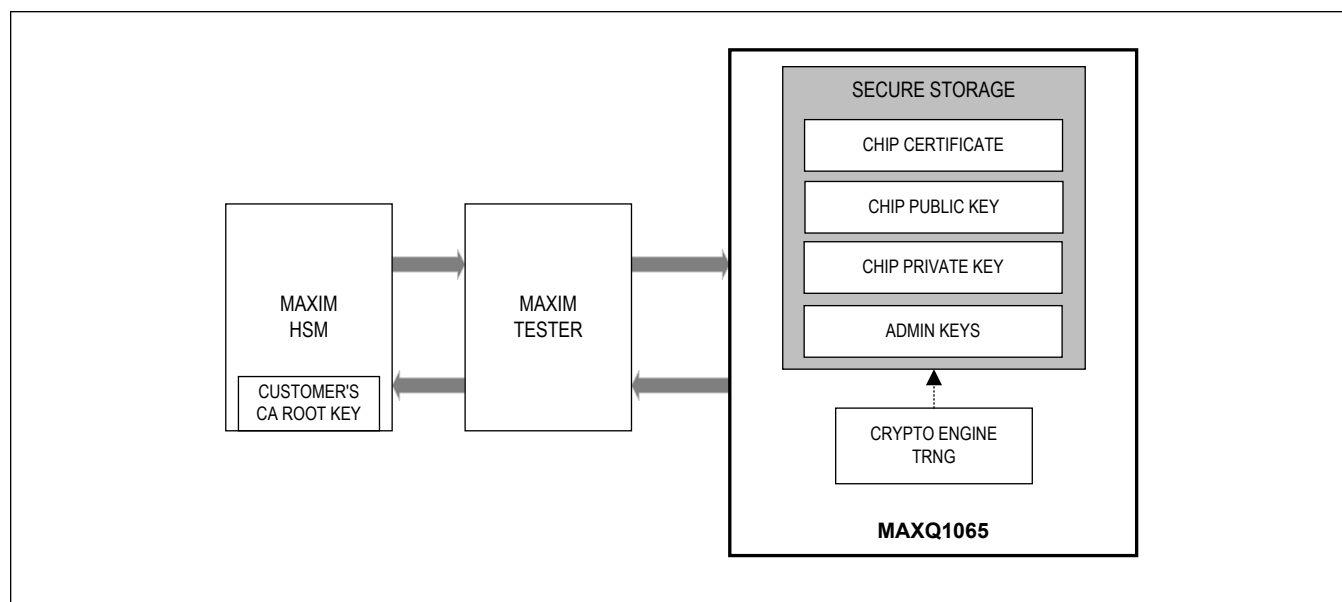 MAXIM
HSM
CUSTOMER'S
CA ROOT KEY
MAXIM
TESTER
SECURE STORAGE
CHIP CERTIFICATE
CHIP PUBLIC KEY
CHIP PRIVATE KEY
ADMIN KEYS
CRYPTO ENGINE
TRNG
MAXQ1065